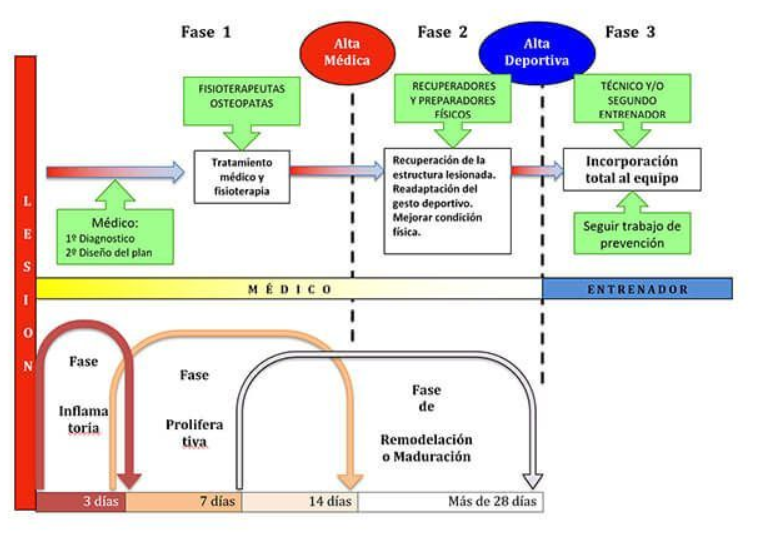 Fase 1
Alta
Médica
Fase 2
Alta
Deportiva
Fase 3
FISIOTERAPEUTAS
OSTEOPATAS
RECUPERADORES
Y PREPARADORES
FÍSICOS
TÉCNICO Y/O
SEGUNDO
ENTRENADOR
Tratamiento
médico y
fisioterapia
Recuperación de la
estructura lesionada.
Readaptación del
gesto deportivo.
Mejorar condición
física.
Incorporación
total al equipo
Médico:
1º Diagnostico
2º Diseño del plan
Seguir trabajo de
prevención
LESION
MÉDICO
ENTRENADOR
Fase
Inflama
toria
Fase
Prolifera
tiva
Fase
de
Remodelación
o Maduración
3 días
7 días
14 días
Más de 28 días